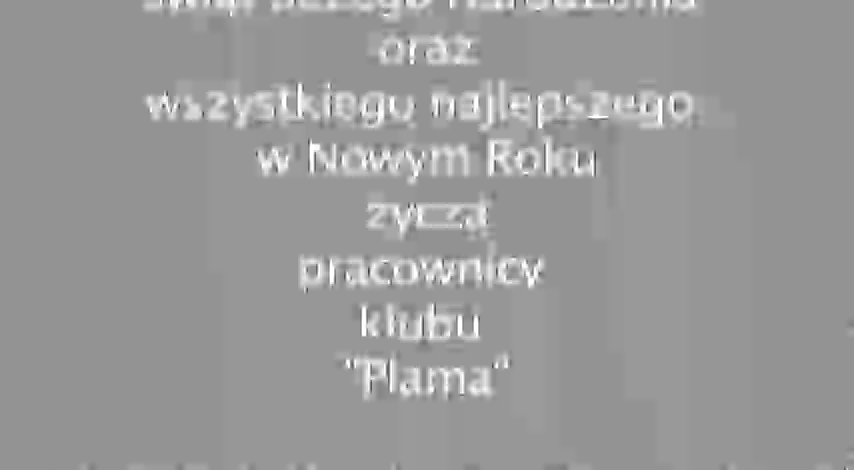 oraz
wszystkiego najlepszego
w Nowym Roku
życzą
pracownicy
klubu
"Plama"